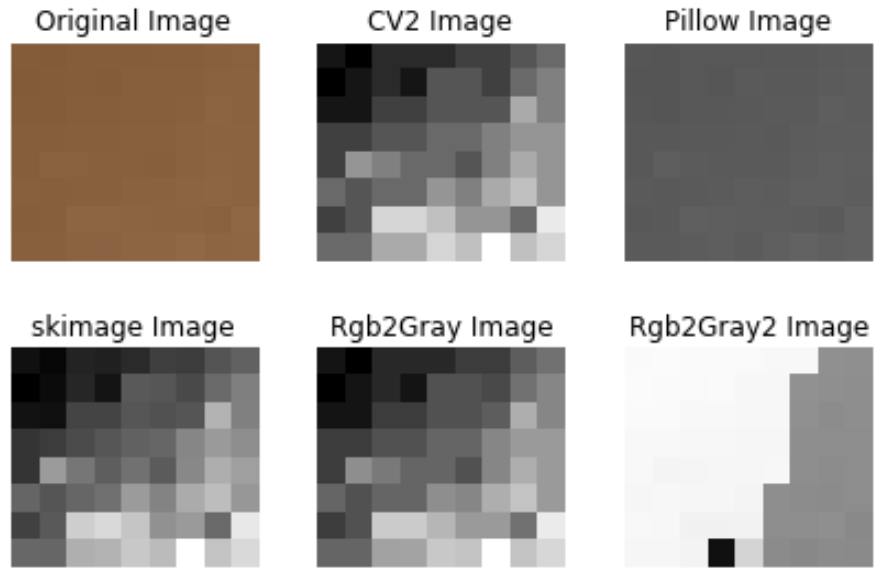 Original Image
CV2 Image
Pillow Image
skimage Image
Rgb2Gray Image
Rgb2Gray2 Image